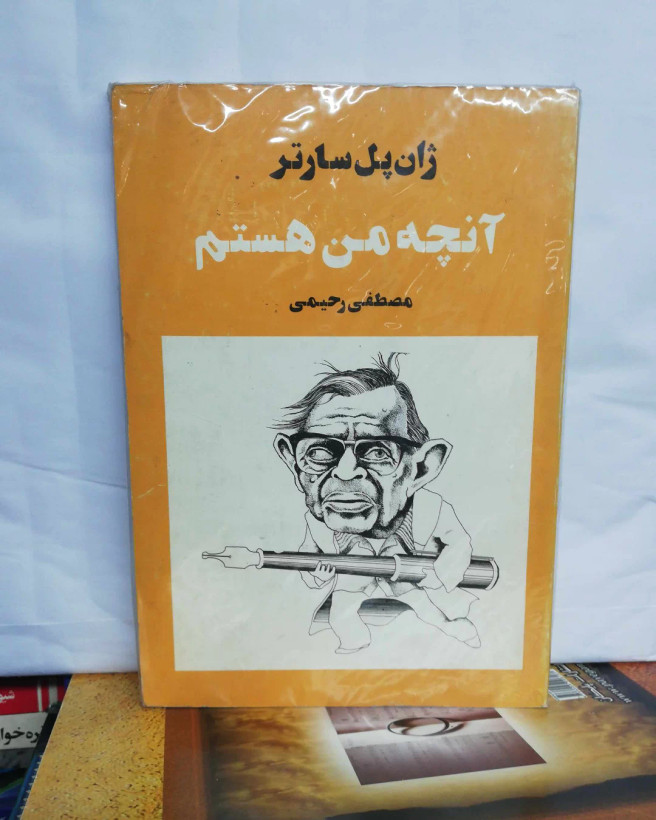 ژان پل سارتر
آنچه من هستم
مصطفی رحیمی